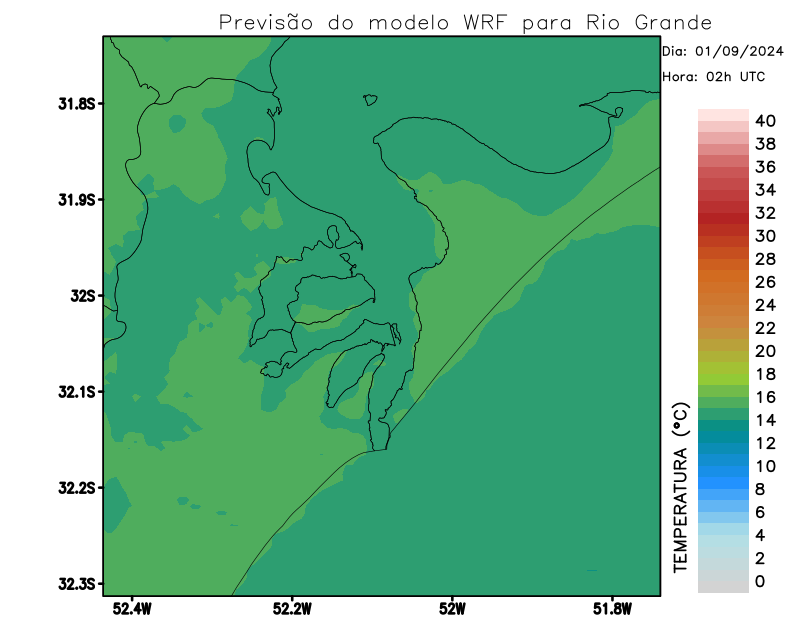 Previsão do modelo WRF para Rio Grande
Dia: 01/09/2024
Hora: 02h UTC
31.8S
31.9S
32S
32.1S
32.2S
32.3S
52.4W
52.2W
52W
51.8W
TEMPERATURA (°C)
40
38
36
34
32
30
28
26
24
22
20
18
16
14
12
10
8
6
4
2
0